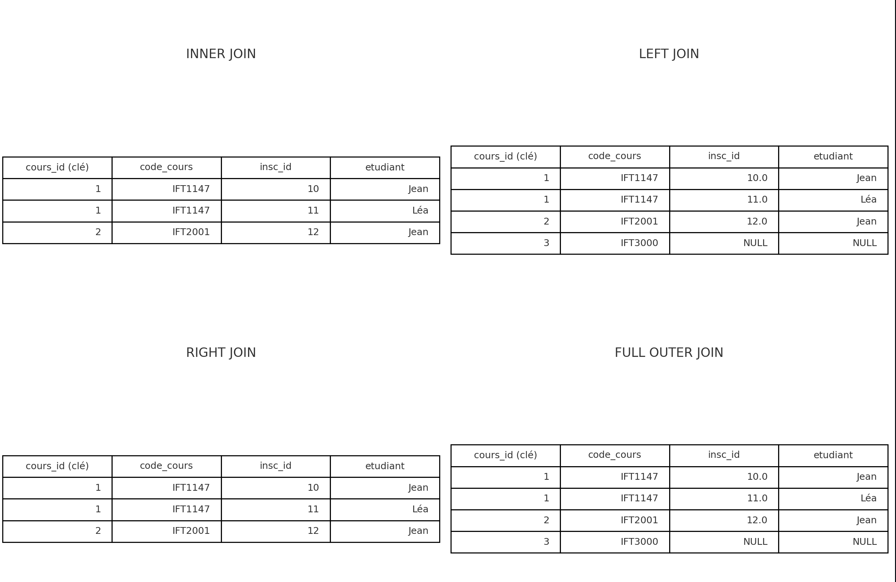 INNER JOIN
cours_id (clé) code_cours insc_id etudiant
1 IFT1147 10 Jean
1 IFT1147 11 Léa
2 IFT2001 12 Jean
LEFT JOIN
cours_id (clé) code_cours insc_id etudiant
1 IFT1147 10.0 Jean
1 IFT1147 11.0 Léa
2 IFT2001 12.0 Jean
3 IFT3000 NULL NULL
RIGHT JOIN
cours_id (clé) code_cours insc_id etudiant
1 IFT1147 10 Jean
1 IFT1147 11 Léa
2 IFT2001 12 Jean
FULL OUTER JOIN
cours_id (clé) code_cours insc_id etudiant
1 IFT1147 10.0 Jean
1 IFT1147 11.0 Léa
2 IFT2001 12.0 Jean
3 IFT3000 NULL NULL